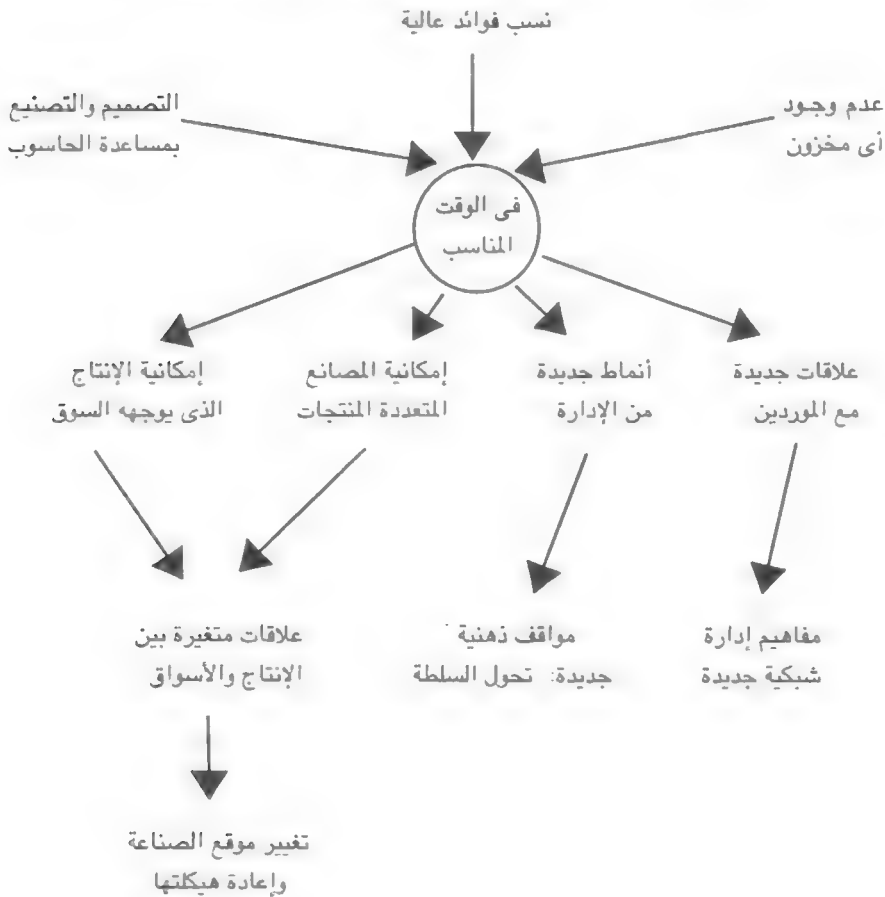 نسب فوائد عالية
عدم وجود
أى مخزون
التصميم والتصنيع
بمساعدة الحاسوب
فى الوقت
المناسب
علاقات جديدة
مع الموردين
أنماط جديدة
من الإدارة
إمكانية المصانع
المتعددة المنتجات
إمكانية الإنتاج
الذى يوجهه السوق
مفاهيم إدارة
شبكية جديدة
مواقف ذهنية
جديدة: تحول السلطة
علاقات متغيرة بين
الإنتاج والأسواق
تغيير موقع الصناعة
وإعادة هيكلتها